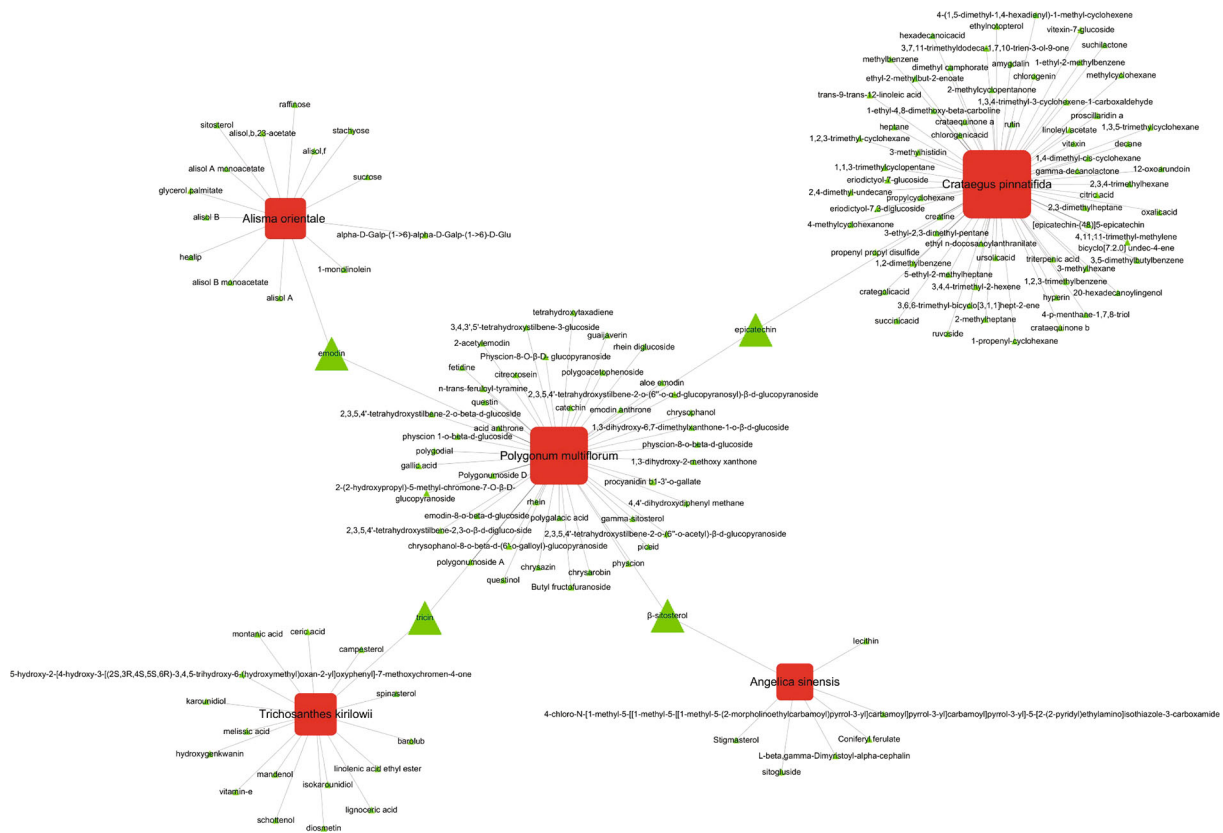 4-(1,5-dimethyl-1,4-hexadienyl)-1-methyl-cyclohexene
ethylnotopterol
vitexin-7-glucoside
hexadecanoicacid
3,7,11-trimethyldodeca-1,7,10-trien-3-ol-9-one
suchilactone
methylbenzene
amygdalin
1-ethyl-2-methylbenzene
dimethyl camphorate
ethyl-2-methylbut-2-enoate
chlorogenin
methylcyclohexane
trans-9-trans-12-linoleic acid
2-methylcyclopentanone
1,3,4-trimethyl-3-cyclohexene-1-carboxaldehyde
1-ethyl-4,8-dimethoxy-beta-carboline
proscillaridin a
heptane
crataequinone a
rutin
linoleyl acetate
1,3,5-trimethylcyclohexane
1,2,3-trimethyl-cyclohexane
chlorogenicacid
vitexin
decane
3-methylhistidin
1,4-dimethyl-cis-cyclohexane
1,1,3-trimethylcyclopentane
gamma-decanolactone
12-oxoarundoin
eriodictyol-7-glucoside
Crataegus pinnatifida
2,3,4-trimethylhexane
2,4-dimethyl-undecane
propylcyclohexane
citric acid
eriodictyol-7,3-diglucoside
2,3-dimethylheptane
oxalicacid
4-methylcyclohexanone
creatine
[epicatechin-(48)]5-epicatechin
3-ethyl-2,3-dimethyl-pentane
4,11,11-trimethyl-methylene
propenyl propyl disulfide
ethyl n-docosanoylanthranilate
bicyclo[7.2.0] undec-4-ene
1,2-dimethylbenzene
ursolicacid
triterpenic acid
3,5-dimethylbutylbenzene
5-ethyl-2-methylheptane
3-methylhexane
crategolicacid
3,4,4-trimethyl-2-hexene
1,2,3-trimethylbenzene
hyperin
20-hexadecanoylingenol
3,6,6-trimethyl-bicyclo[3,1,1]hept-2-ene
succinicacid
2-methylheptane
4-p-menthane-1,7,8-triol
ruvoside
crataequinone b
1-propenyl-cyclohexane
raffinose
sitosterol
alisol,b,23-acetate
stachyose
alisol,f
alisol A monoacetate
glycerol palmitate
sucrose
alisol B
Alisma orientale
alpha-D-Galp-(1->6)-alpha-D-Galp-(1->6)-D-Glu
healip
1-monolinolein
alisol B monoacetate
alisol A
emodin
epicatechin
tetrahydroxytaxadiene
3,4,3',5'-tetrahydroxystilbene-3-glucoside
guaijaverin
2-acetylemodin
rhein diglucoside
Physcion-8-O-β-D- glucopyranoside
fetidine
citreorosein
polygoacetophenoside
n-trans-feruloyl-tyramine
aloe emodin
questin
2,3,5,4'-tetrahydroxystilbene-2-o-(6"-o-α-d-glucopyranosyl)-β-d-glucopyranoside
2,3,5,4'-tetrahydroxystilbene-2-o-beta-d-glucoside
catechin
emodin anthrone
chrysophanol
acid anthrone
1,3-dihydroxy-6,7-dimethylxanthone-1-o-β-d-glucoside
physcion 1-o-beta-d-glucoside
physcion-8-o-beta-d-glucoside
polygodial
Polygonum multiflorum
1,3-dihydroxy-2-methoxy xanthone
gallic acid
Polygonumoside D
procyanidin b1-3'-o-gallate
2-(2-hydroxypropyl)-5-methyl-chromone-7-O-β-D-
glucopyranoside
rhein
4,4'-dihydroxydiphenyl methane
emodin-8-o-beta-d-glucoside
polygalacic acid
gamma-sitosterol
2,3,5,4'-tetrahydroxystilbene-2,3-o-β-d-digluco-side
2,3,5,4'-tetrahydroxystilbene-2-o-(6"-o-acetyl)-β-d-glucopyranoside
chrysophanol-8-o-beta-d-(6'-o-galloyl)-glucopyranoside
piceid
polygonumoside A
chrysazin
physcion
questinol
chrysarobin
Butyl fructofuranoside
tricin
β-sitosterol
montanic acid
ceric acid
campesterol
5-hydroxy-2-[4-hydroxy-3-[(2S,3R,4S,5S,6R)-3,4,5-trihydroxy-6-(hydroxymethyl)oxan-2-yl]oxyphenyl]-7-methoxychromen-4-one
karounidiol
spinasterol
Trichosanthes kirilowii
melissic acid
barolub
hydroxygenkwanin
linolenic acid ethyl ester
mandenol
isokarounidiol
vitamin-e
lignoceric acid
schottenol
diosmetin
lecithin
Angelica sinensis
4-chloro-N-[1-methyl-5-[[1-methyl-5-[[1-methyl-5-(2-morpholinoethylcarbamoyl)pyrrol-3-yl]carbamoyl]pyrrol-3-yl]carbamoyl]pyrrol-3-yl]-5-[2-(2-pyridyl)ethylamino]isothiazole-3-carboxamide
Stigmasterol
Coniferyl ferulate
L-beta,gamma-Dimyristoyl-alpha-cephalin
sitogluside